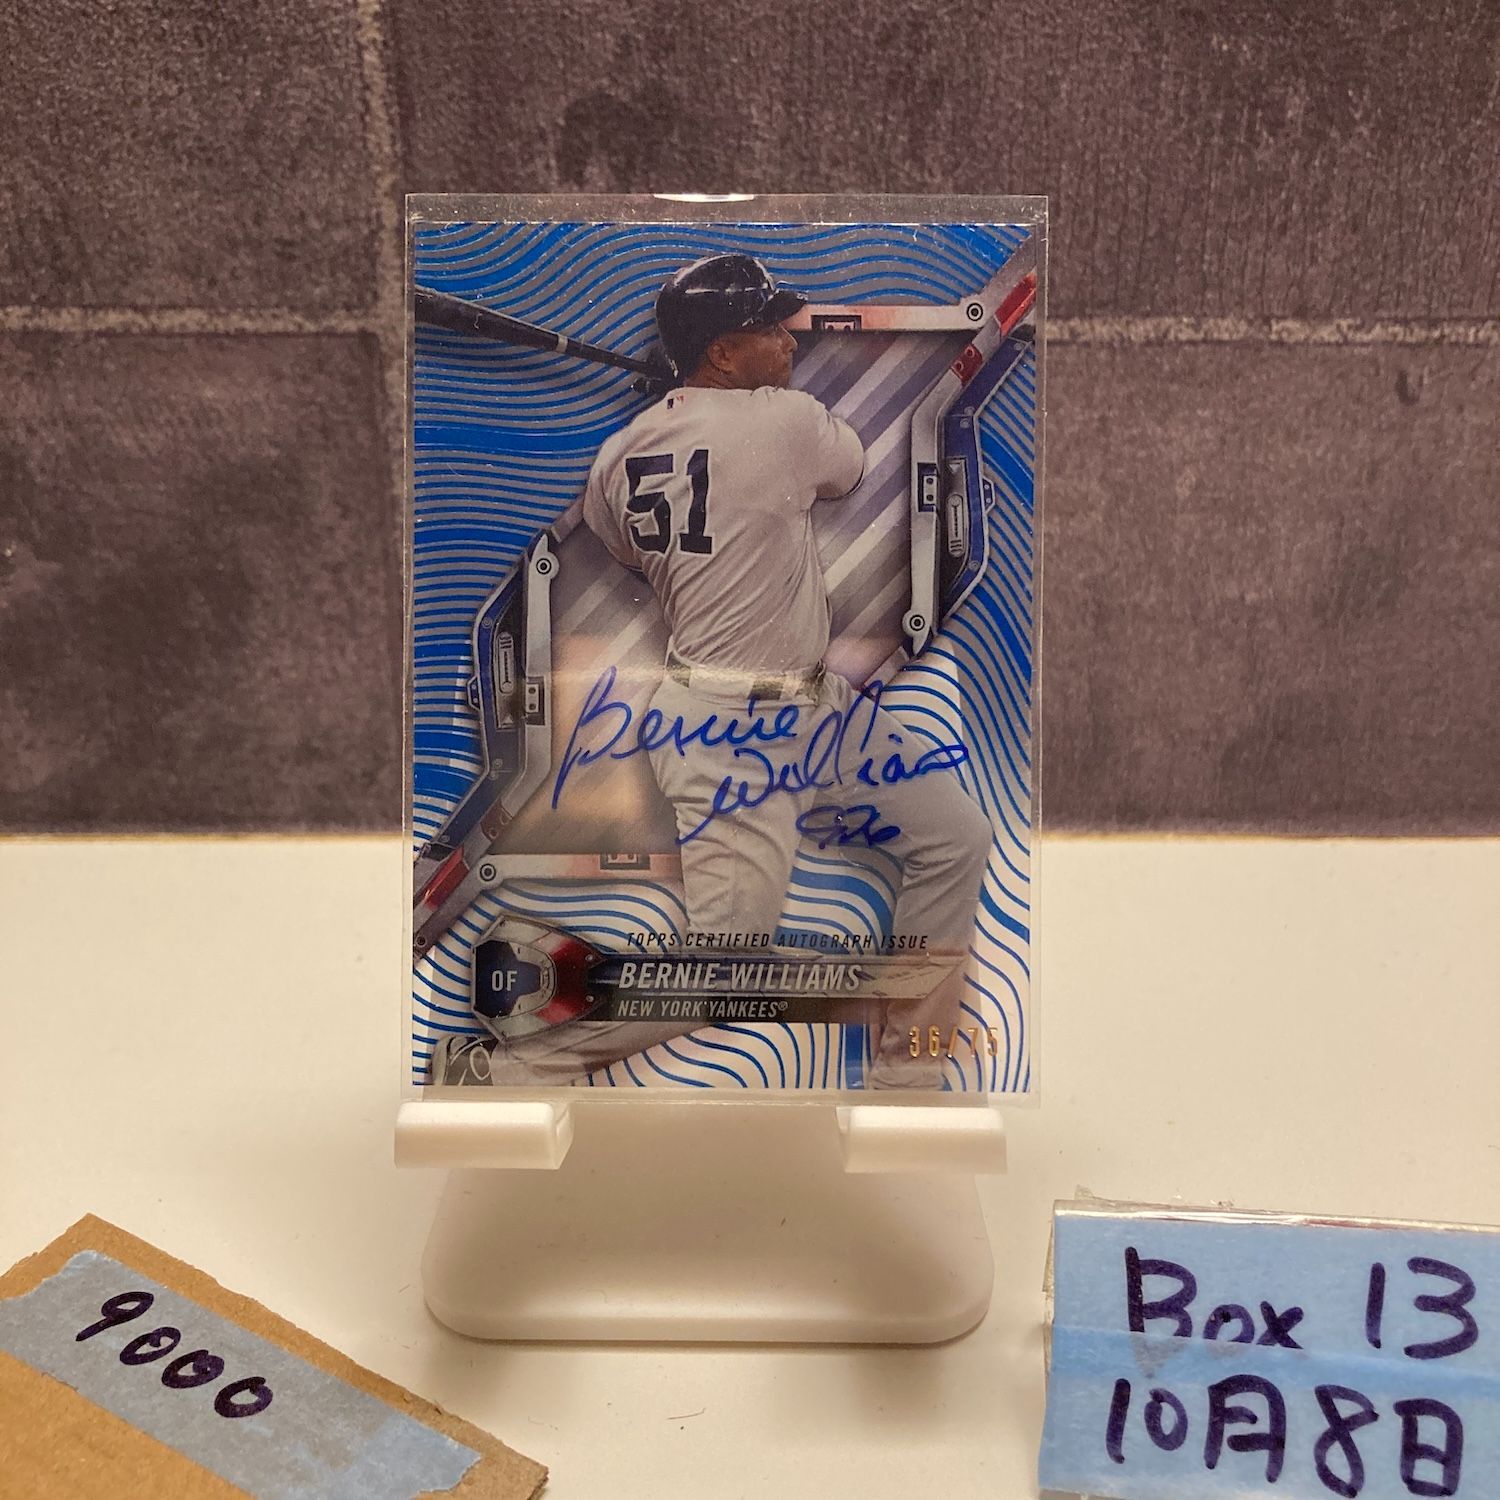 51
Bernie
Williams
TOPPS CERTIFIED AUTOGRAPH ISSUE
OF
BERNIE WILLIAMS
NEW YORK YANKEES®
36/75
9000
Box 13
10月8日